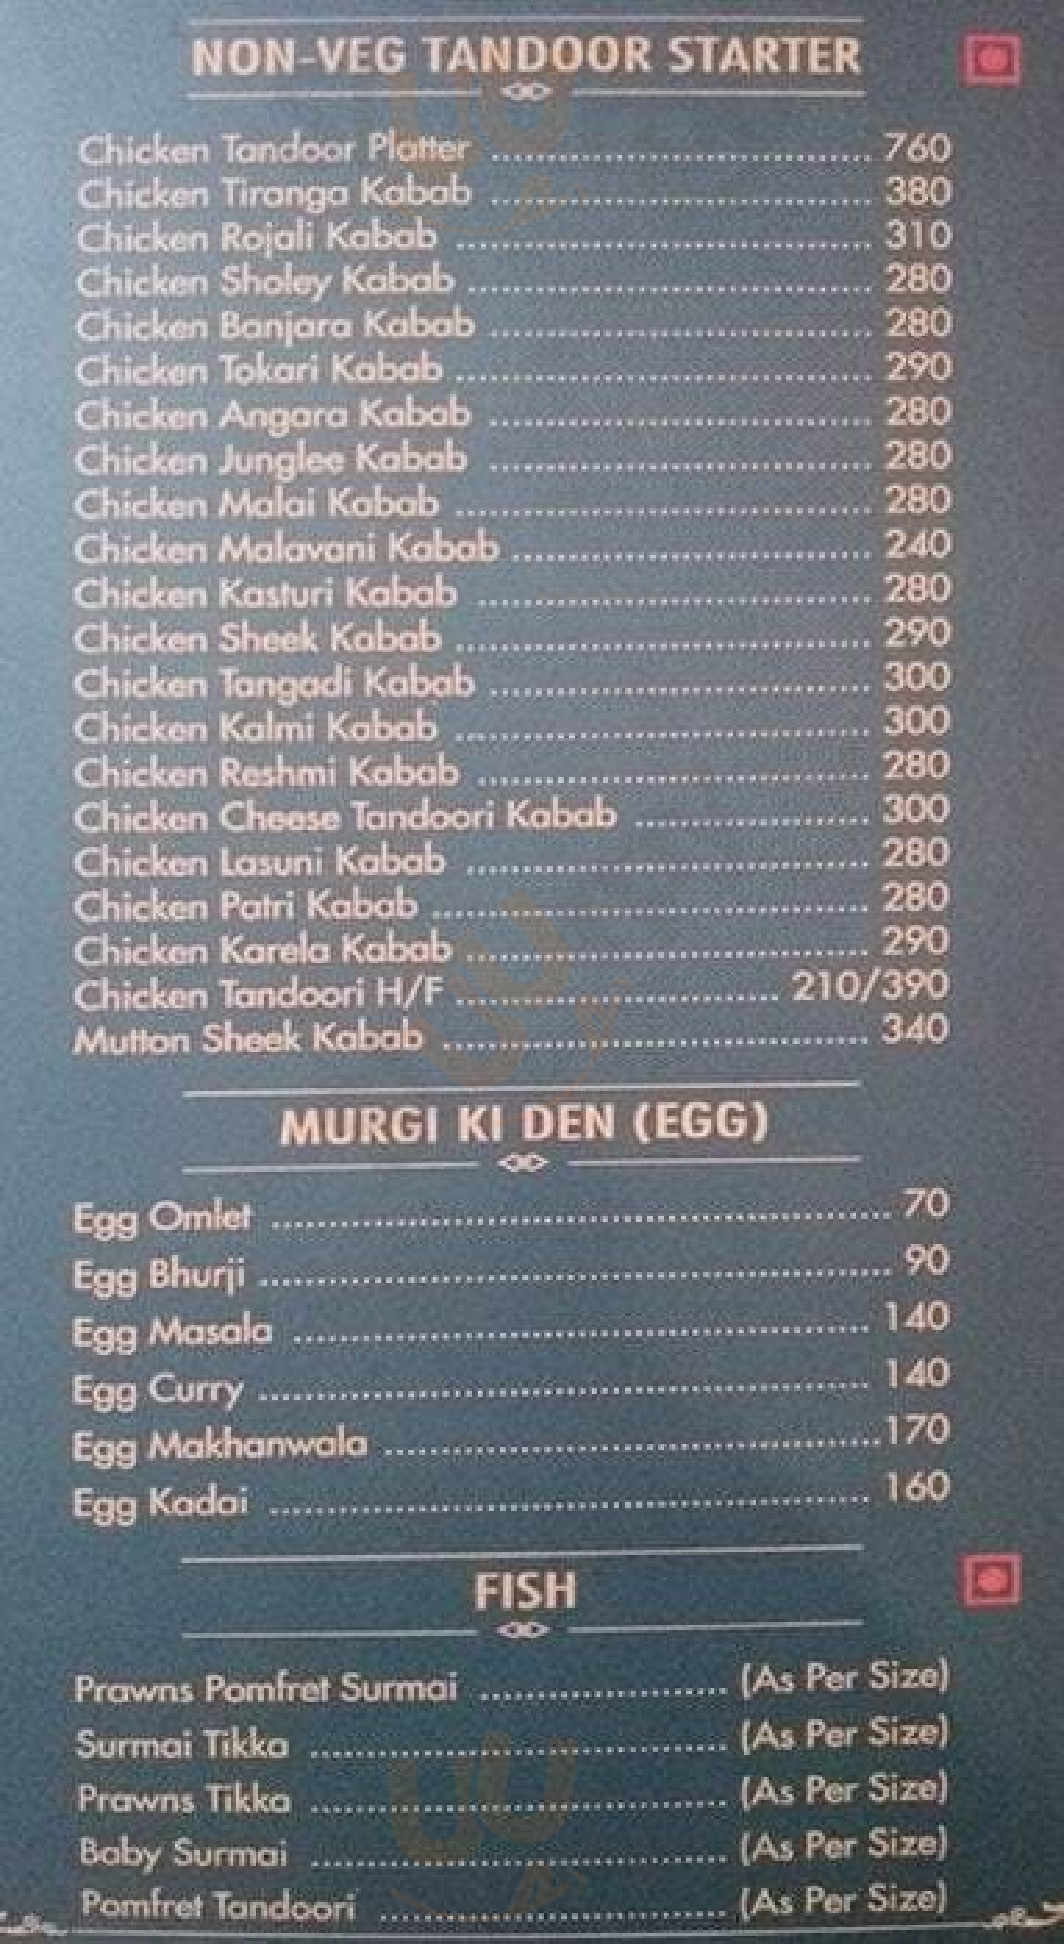 NON-VEG TANDOOR STARTER
Chicken Tandoor Platter ........ 760
Chicken Tiranga Kabab ........ 380
Chicken Rojali Kabab ........ 310
Chicken Sholey Kabab ........ 280
Chicken Banjara Kabab ........ 280
Chicken Tokari Kabab ........ 290
Chicken Angara Kabab ........ 280
Chicken Junglee Kabab ........ 280
Chicken Malai Kabab ........ 280
Chicken Malavani Kabab ........ 240
Chicken Kasturi Kabab ........ 280
Chicken Sheek Kabab ........ 290
Chicken Tangadi Kabab ........ 300
Chicken Kalmi Kabab ........ 300
Chicken Reshmi Kabab ........ 280
Chicken Cheese Tandoori Kabab ........ 300
Chicken Lasuni Kabab ........ 280
Chicken Patri Kabab ........ 280
Chicken Karela Kabab ........ 290
Chicken Tandoori H/F ........ 210/390
Mutton Sheek Kabab ........ 340
MURGI KI DEN (EGG)
Egg Omlet ........ 70
Egg Bhurji ........ 90
Egg Masala ........ 140
Egg Curry ........ 140
Egg Makhanwala ........ 170
Egg Kadai ........ 160
FISH
Prawns Pomfret Surmai ........ (As Per Size)
Surmai Tikka ........ (As Per Size)
Prawns Tikka ........ (As Per Size)
Baby Surmai ........ (As Per Size)
Pomfret Tandoori ........ (As Per Size)